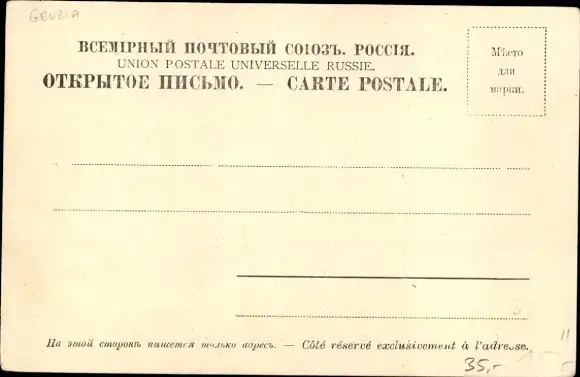 Gruzia
ВСЕМІРНЫЙ ПОЧТОВЫЙ СОЮЗЪ. РОССІЯ.
UNION POSTALE UNIVERSELLE RUSSIE.
ОТКРЫТОЕ ПИСЬМО. — CARTE POSTALE.
Мѣсто
для
марки.
На этой сторонѣ пишется только адресъ. — Côté réservé exclusivement à l'adresse.
35,-